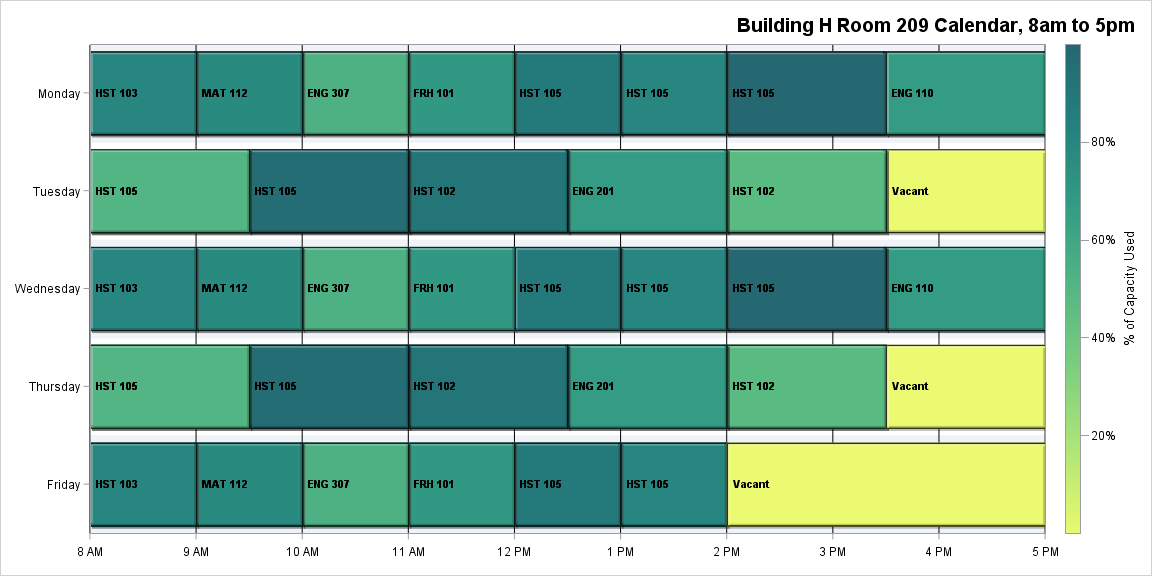 Building H Room 209 Calendar, 8am to 5pm
Monday HST 103 MAT 112 ENG 307 FRH 101 HST 105 HST 105 HST 105 ENG 110
Tuesday HST 105 HST 105 HST 102 ENG 201 HST 102 Vacant
Wednesday HST 103 MAT 112 ENG 307 FRH 101 HST 105 HST 105 HST 105 ENG 110
Thursday HST 105 HST 105 HST 102 ENG 201 HST 102 Vacant
Friday HST 103 MAT 112 ENG 307 FRH 101 HST 105 HST 105 Vacant
8 AM 9 AM 10 AM 11 AM 12 PM 1 PM 2 PM 3 PM 4 PM 5 PM
80%
60%
40%
20%
% of Capacity Used